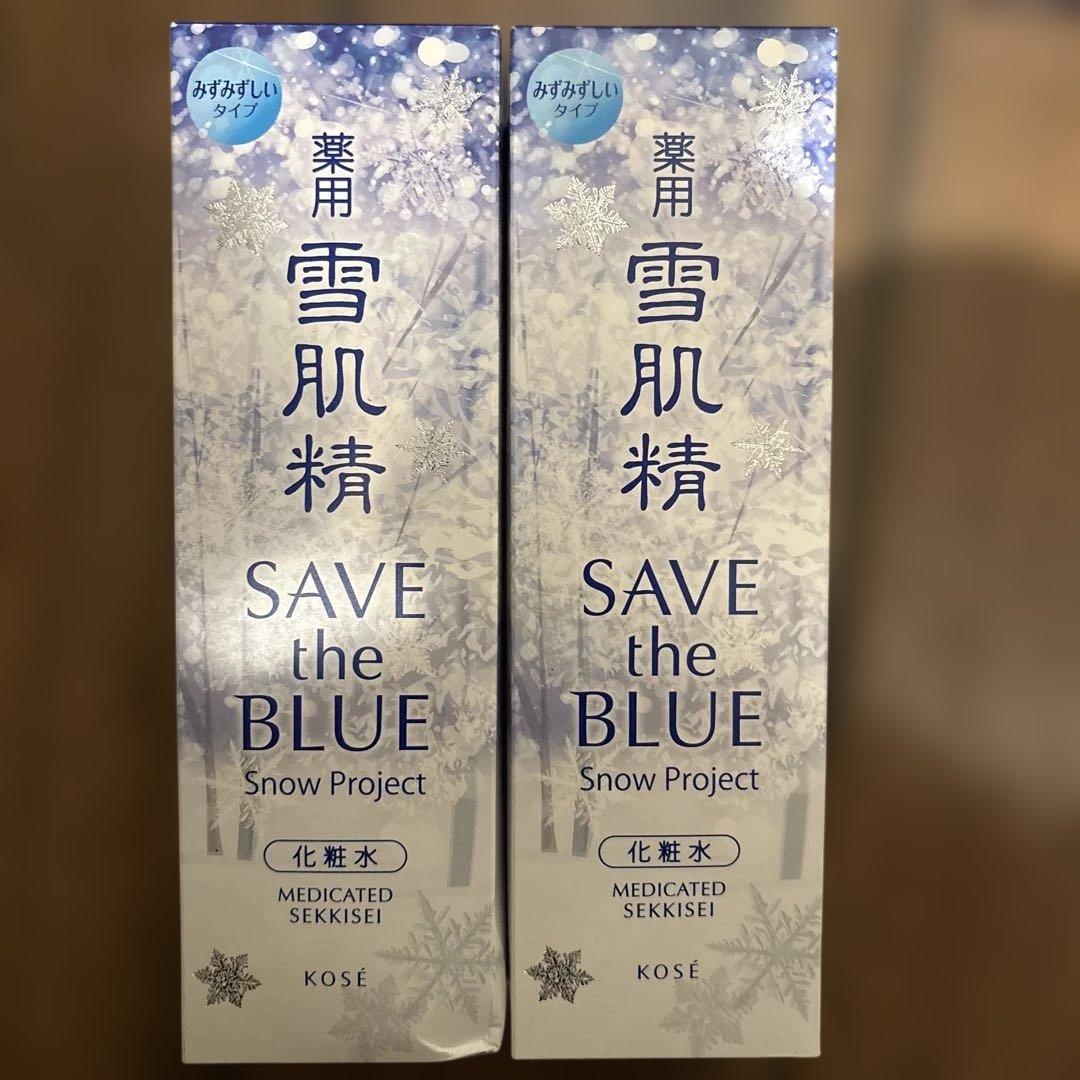 みずみずしい
タイプ
薬用
雪肌精
SAVE
the
BLUE
Snow Project
化粧水
MEDICATED
SEKKISEI
KOSÉ
みずみずしい
タイプ
薬用
雪肌精
SAVE
the
BLUE
Snow Project
化粧水
MEDICATED
SEKKISEI
KOSÉ